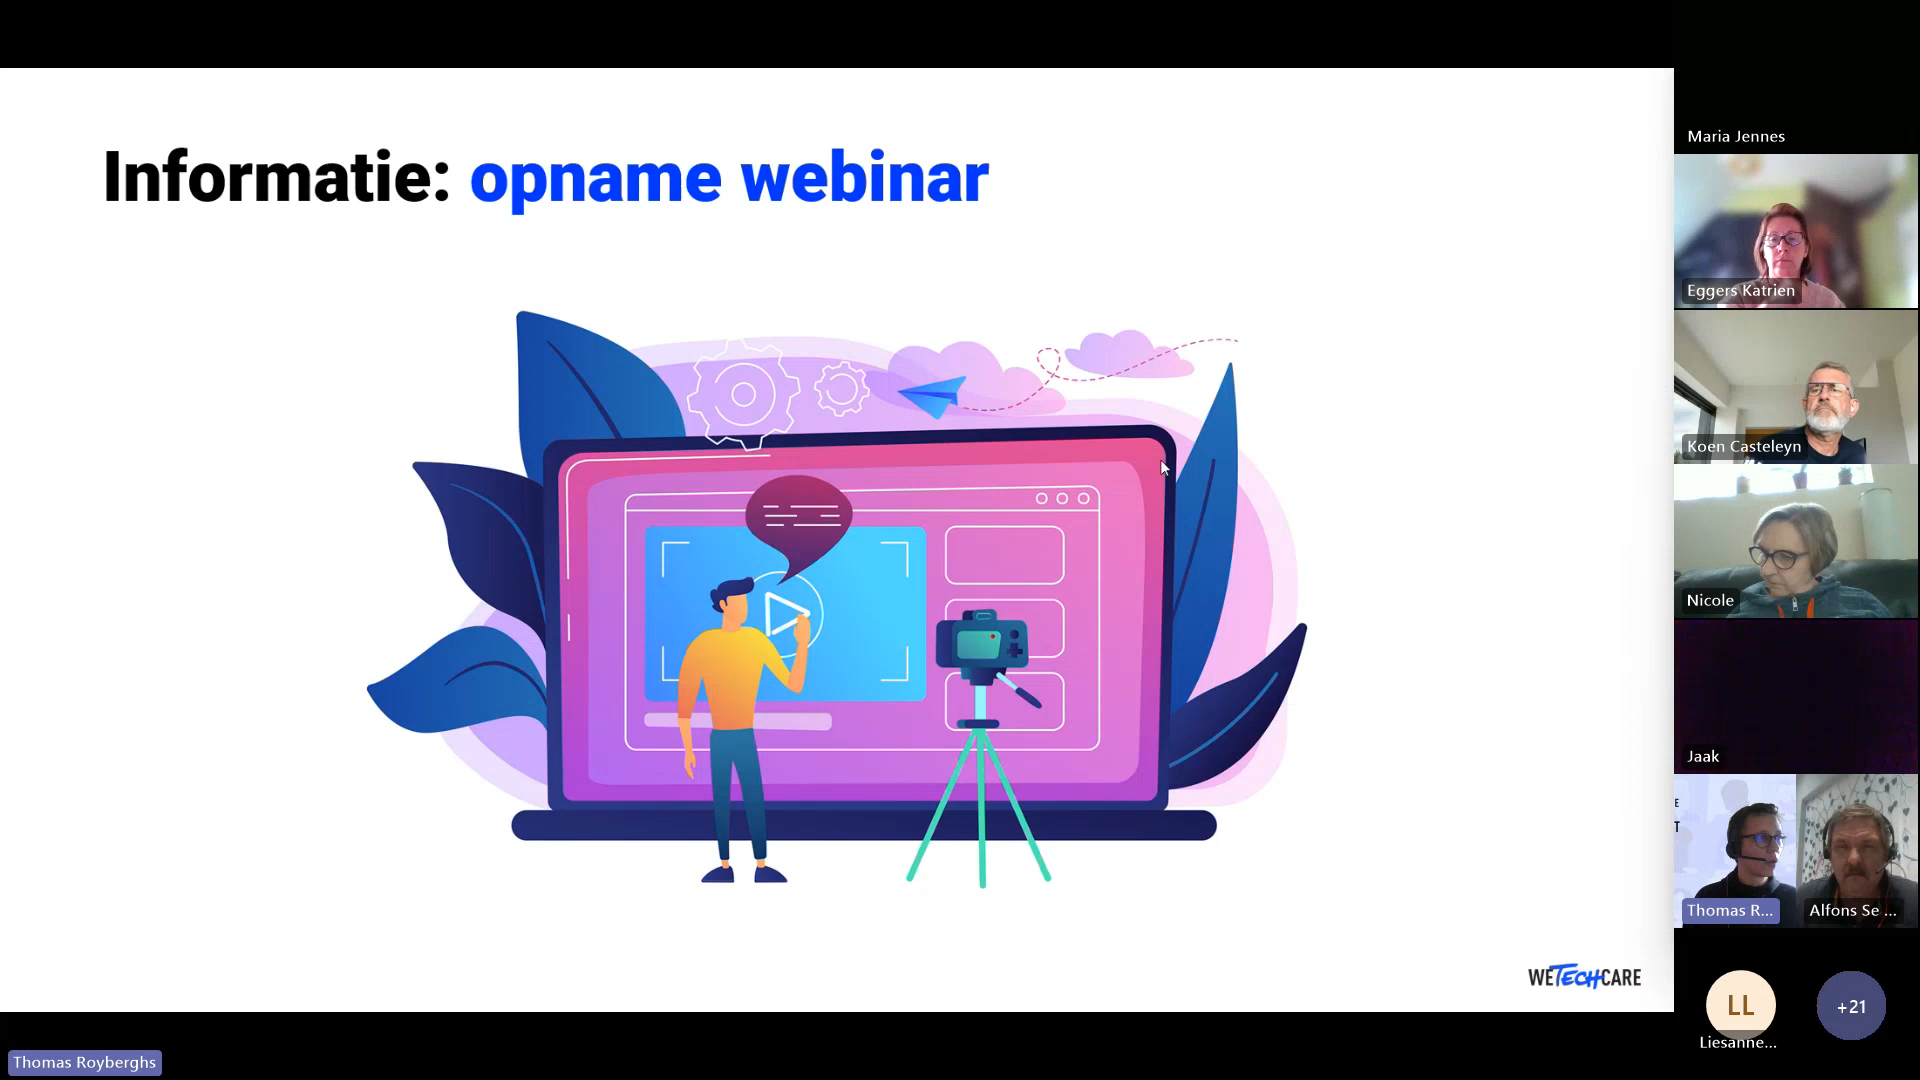 Informatie: opname webinar
WETECHCARE
Thomas Royberghs
Maria Jennes
Eggers Katrien
Koen Casteleyn
Nicole
Jaak
E
T
Thomas R...
Alfons Se ...
LL
+21
Liesanne...